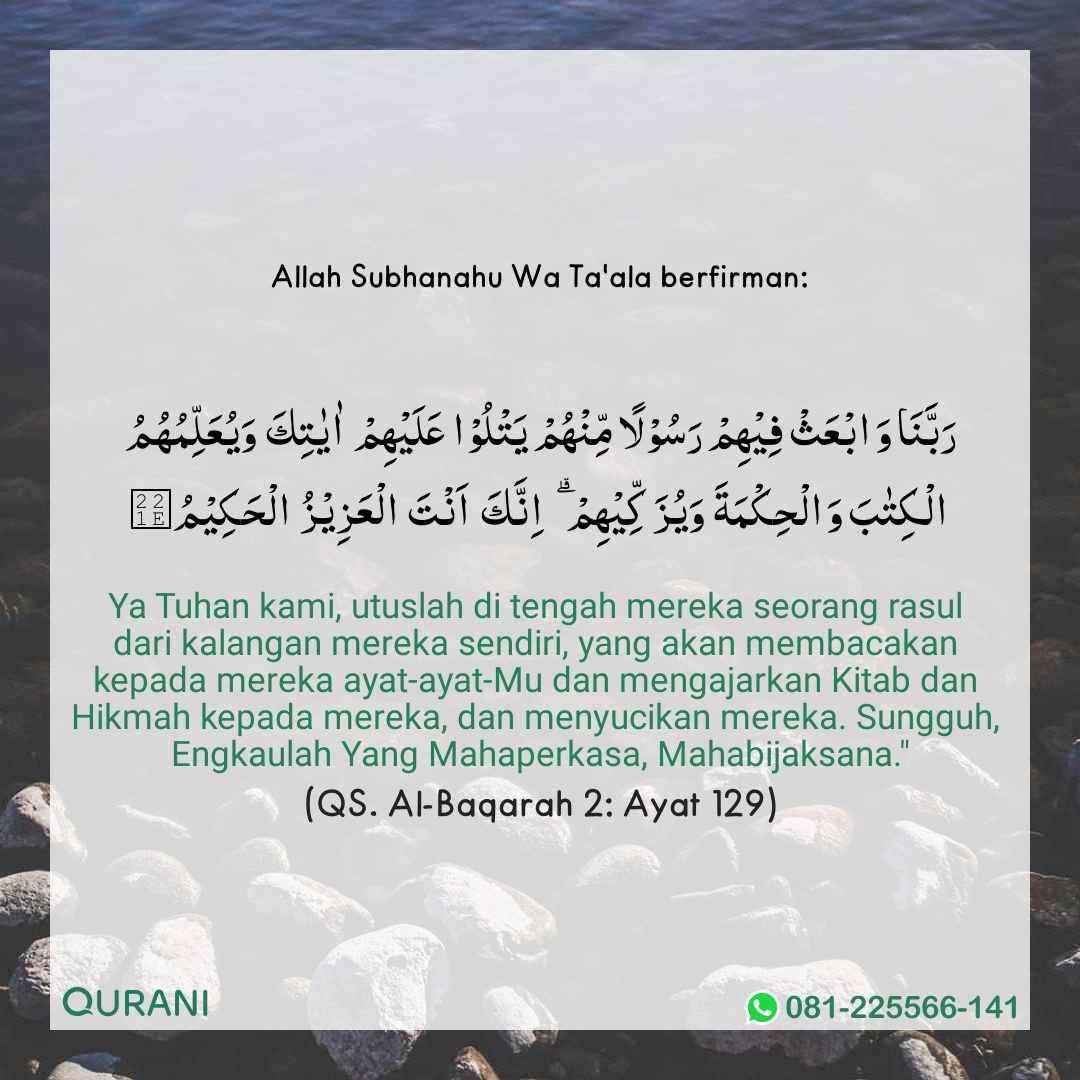 Allah Subhanahu Wa Ta'ala berfirman:
رَبَّنَا وَابْعَثْ فِيْهِمْ رَسُوْلًا مِّنْهُمْ يَتْلُوْا عَلَيْهِمْ اٰيٰتِكَ وَيُعَلِّمُهُمُ
الْكِتٰبَ وَالْحِكْمَةَ وَيُزَكِّيْهِمْ ۗ اِنَّكَ اَنْتَ الْعَزِيْزُ الْحَكِيْمُ∞
Ya Tuhan kami, utuslah di tengah mereka seorang rasul
dari kalangan mereka sendiri, yang akan membacakan
kepada mereka ayat-ayat-Mu dan mengajarkan Kitab dan
Hikmah kepada mereka, dan menyucikan mereka. Sungguh,
Engkaulah Yang Mahaperkasa, Mahabijaksana."
(QS. Al-Baqarah 2: Ayat 129)
QURANI
081-225566-141